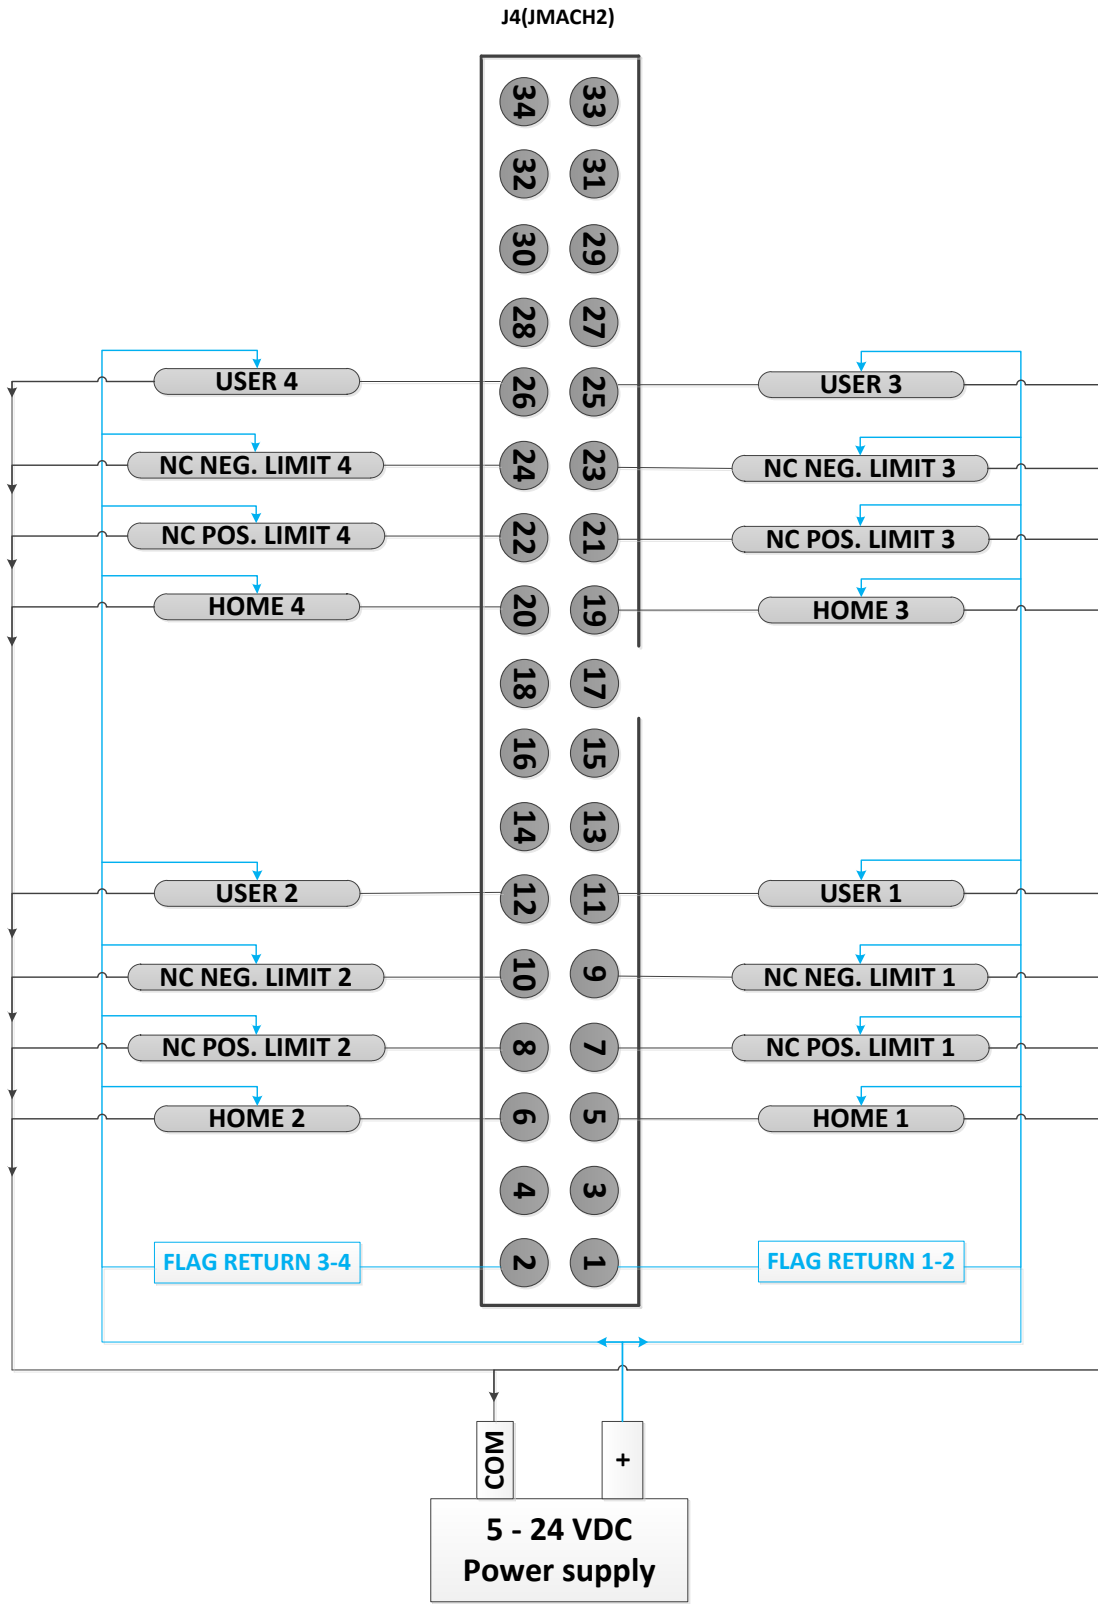 J4(JMACH2)
34 33
32 31
30 29
28 27
USER 4 26 25 USER 3
NC NEG. LIMIT 4 24 23 NC NEG. LIMIT 3
NC POS. LIMIT 4 22 21 NC POS. LIMIT 3
HOME 4 20 19 HOME 3
18 17
16 15
14 13
USER 2 12 11 USER 1
NC NEG. LIMIT 2 10 9 NC NEG. LIMIT 1
NC POS. LIMIT 2 8 7 NC POS. LIMIT 1
HOME 2 6 5 HOME 1
4 3
FLAG RETURN 3-4 2 1 FLAG RETURN 1-2
COM +
5 - 24 VDC
Power supply